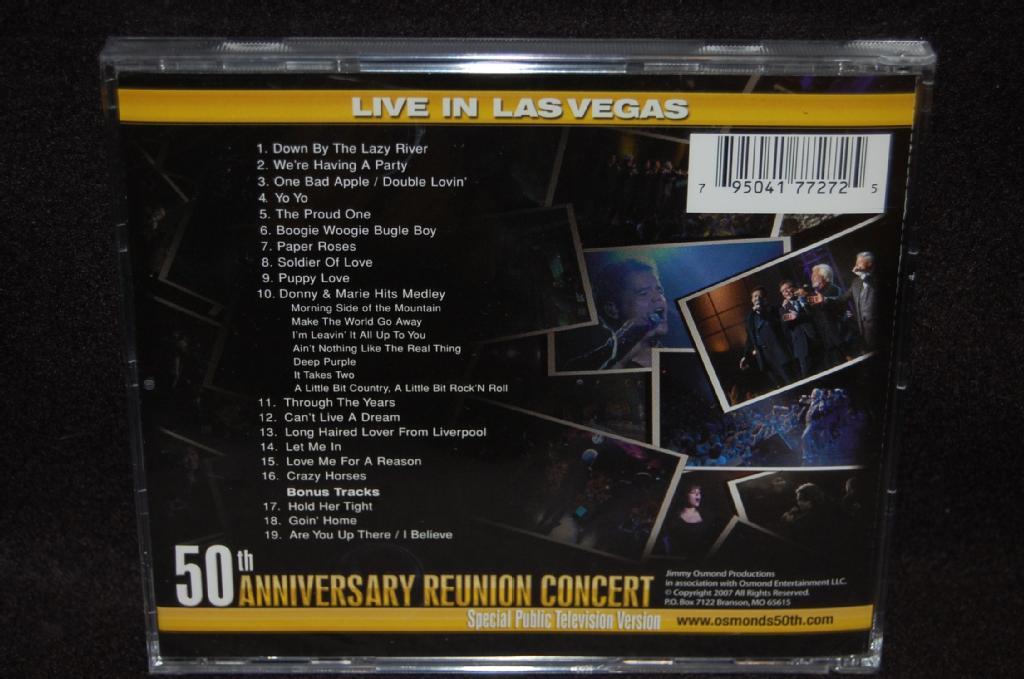 LIVE IN LAS VEGAS
1. Down By The Lazy River
2. We're Having A Party
3. One Bad Apple / Double Lovin'
4. Yo Yo
5. The Proud One
6. Boogie Woogie Bugle Boy
7. Paper Roses
8. Soldier Of Love
9. Puppy Love
10. Donny & Marie Hits Medley
Morning Side of the Mountain
Make The World Go Away
I'm Leavin' It All Up To You
Ain't Nothing Like The Real Thing
Deep Purple
It Takes Two
A Little Bit Country, A Little Bit Rock'N Roll
11. Through The Years
12. Can't Live A Dream
13. Long Haired Lover From Liverpool
14. Let Me In
15. Love Me For A Reason
16. Crazy Horses
Bonus Tracks
17. Hold Her Tight
18. Goin' Home
19. Are You Up There / I Believe
7 95041 77272 5
50th ANNIVERSARY REUNION CONCERT
Special Public Television Version
Jimmy Osmond Productions
in association with Osmond Entertainment LLC.
© Copyright 2007 All Rights Reserved.
P.O. Box 7122 Branson, MO 65615
www.osmonds50th.com